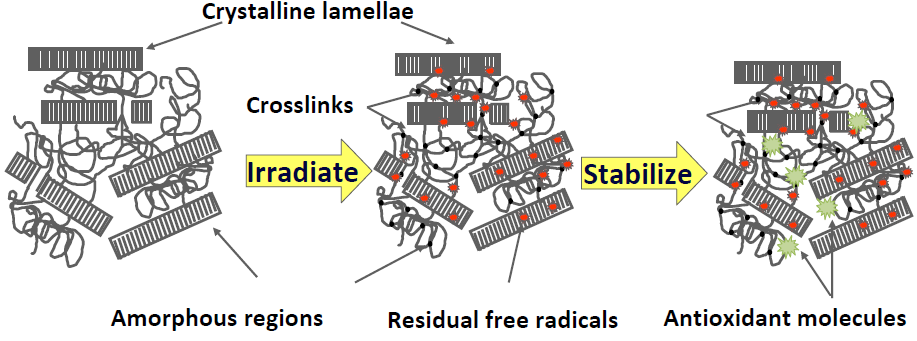 Crystalline lamellae
Crosslinks
Irradiate
Stabilize
Amorphous regions
Residual free radicals
Antioxidant molecules